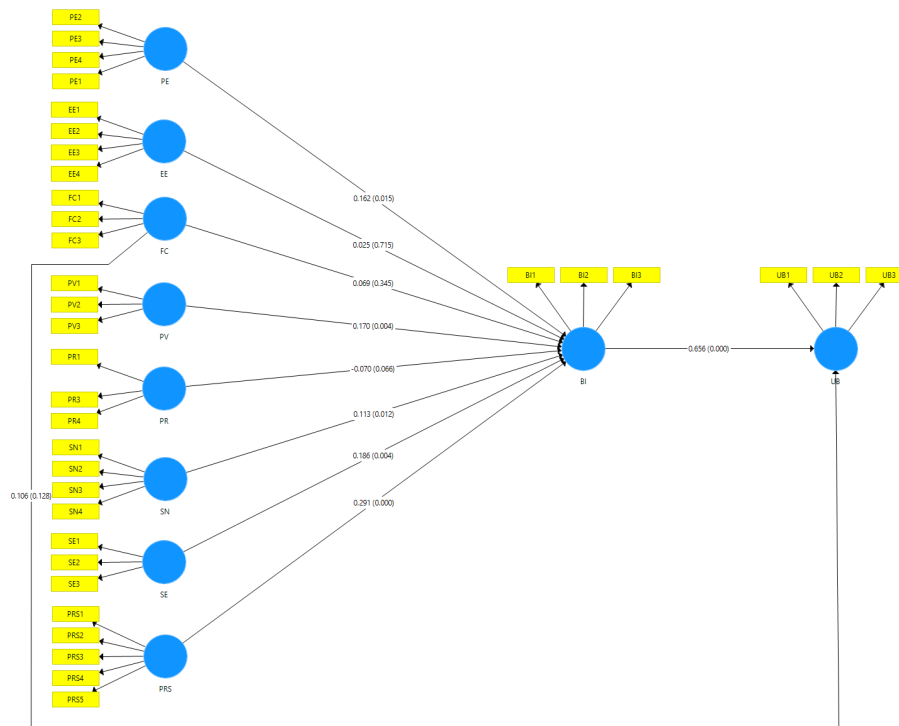 PE2
PE3
PE4
PE1
PE
EE1
EE2
EE3
EE4
EE
FC1
FC2
FC3
FC
PV1
PV2
PV3
PV
PR1
PR3
PR4
PR
SN1
SN2
SN3
SN4
SN
SE1
SE2
SE3
SE
PRS1
PRS2
PRS3
PRS4
PRS5
PRS
0.106 (0.128)
0.162 (0.015)
0.025 (0.715)
0.069 (0.345)
0.170 (0.004)
-0.070 (0.066)
0.113 (0.012)
0.186 (0.004)
0.291 (0.000)
BI1
BI2
BI3
BI
0.656 (0.000)
UB1
UB2
UB3
UB